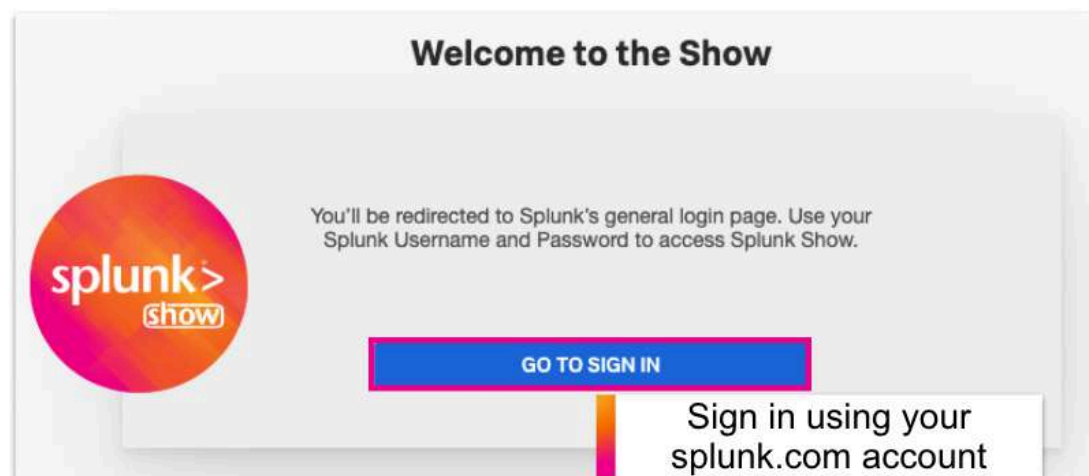 Welcome to the Show
You'll be redirected to Splunk's general login page. Use your
Splunk Username and Password to access Splunk Show.
splunk>
show
GO TO SIGN IN
Sign in using your
splunk.com account